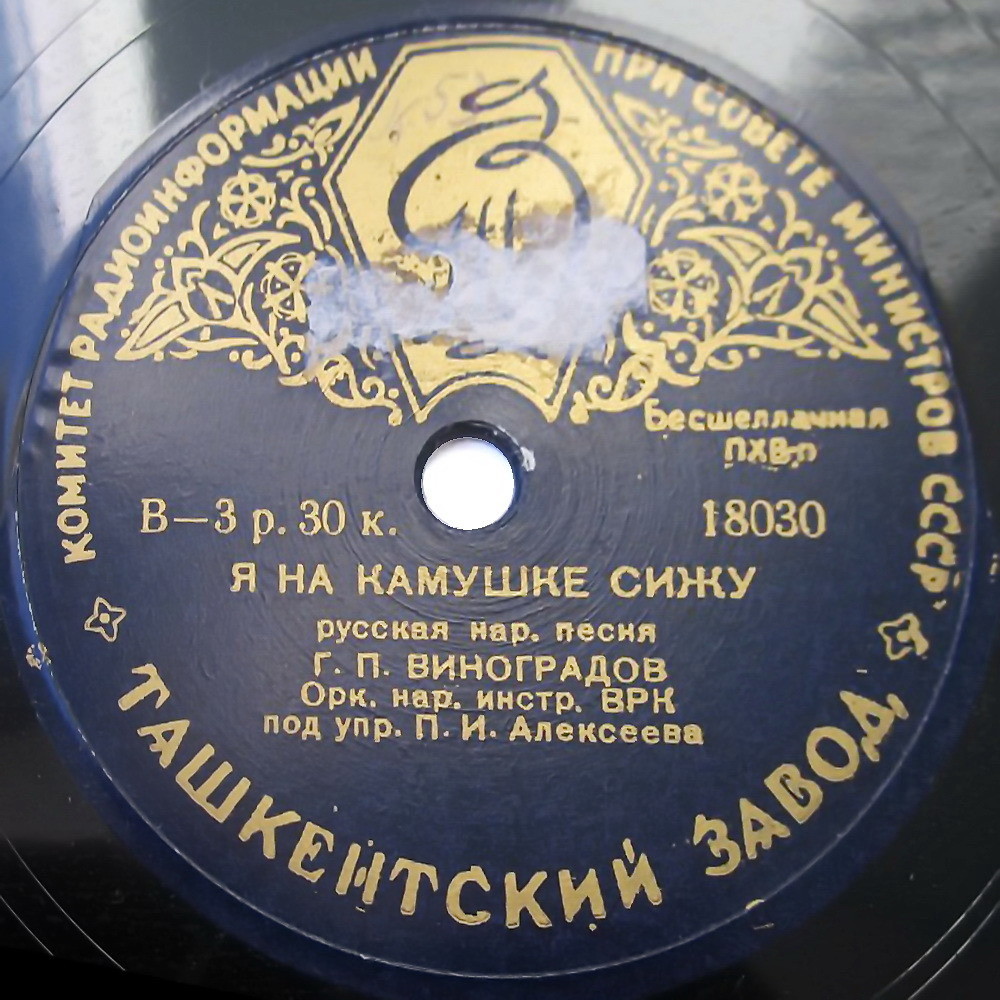 КОМИТЕТ РАДИОИНФОРМАЦИИ ПРИ СОВЕТЕ МИНИСТРОВ СССР
Бесшеллачная
ПХВ-п
В—3 р. 30 к. 18030
Я НА КАМУШКЕ СИЖУ
русская нар. песня
Г. П. ВИНОГРАДОВ
Орк. нар. инстр. ВРК
под упр. П. И. Алексеева
ТАШКЕНТСКИЙ ЗАВОД